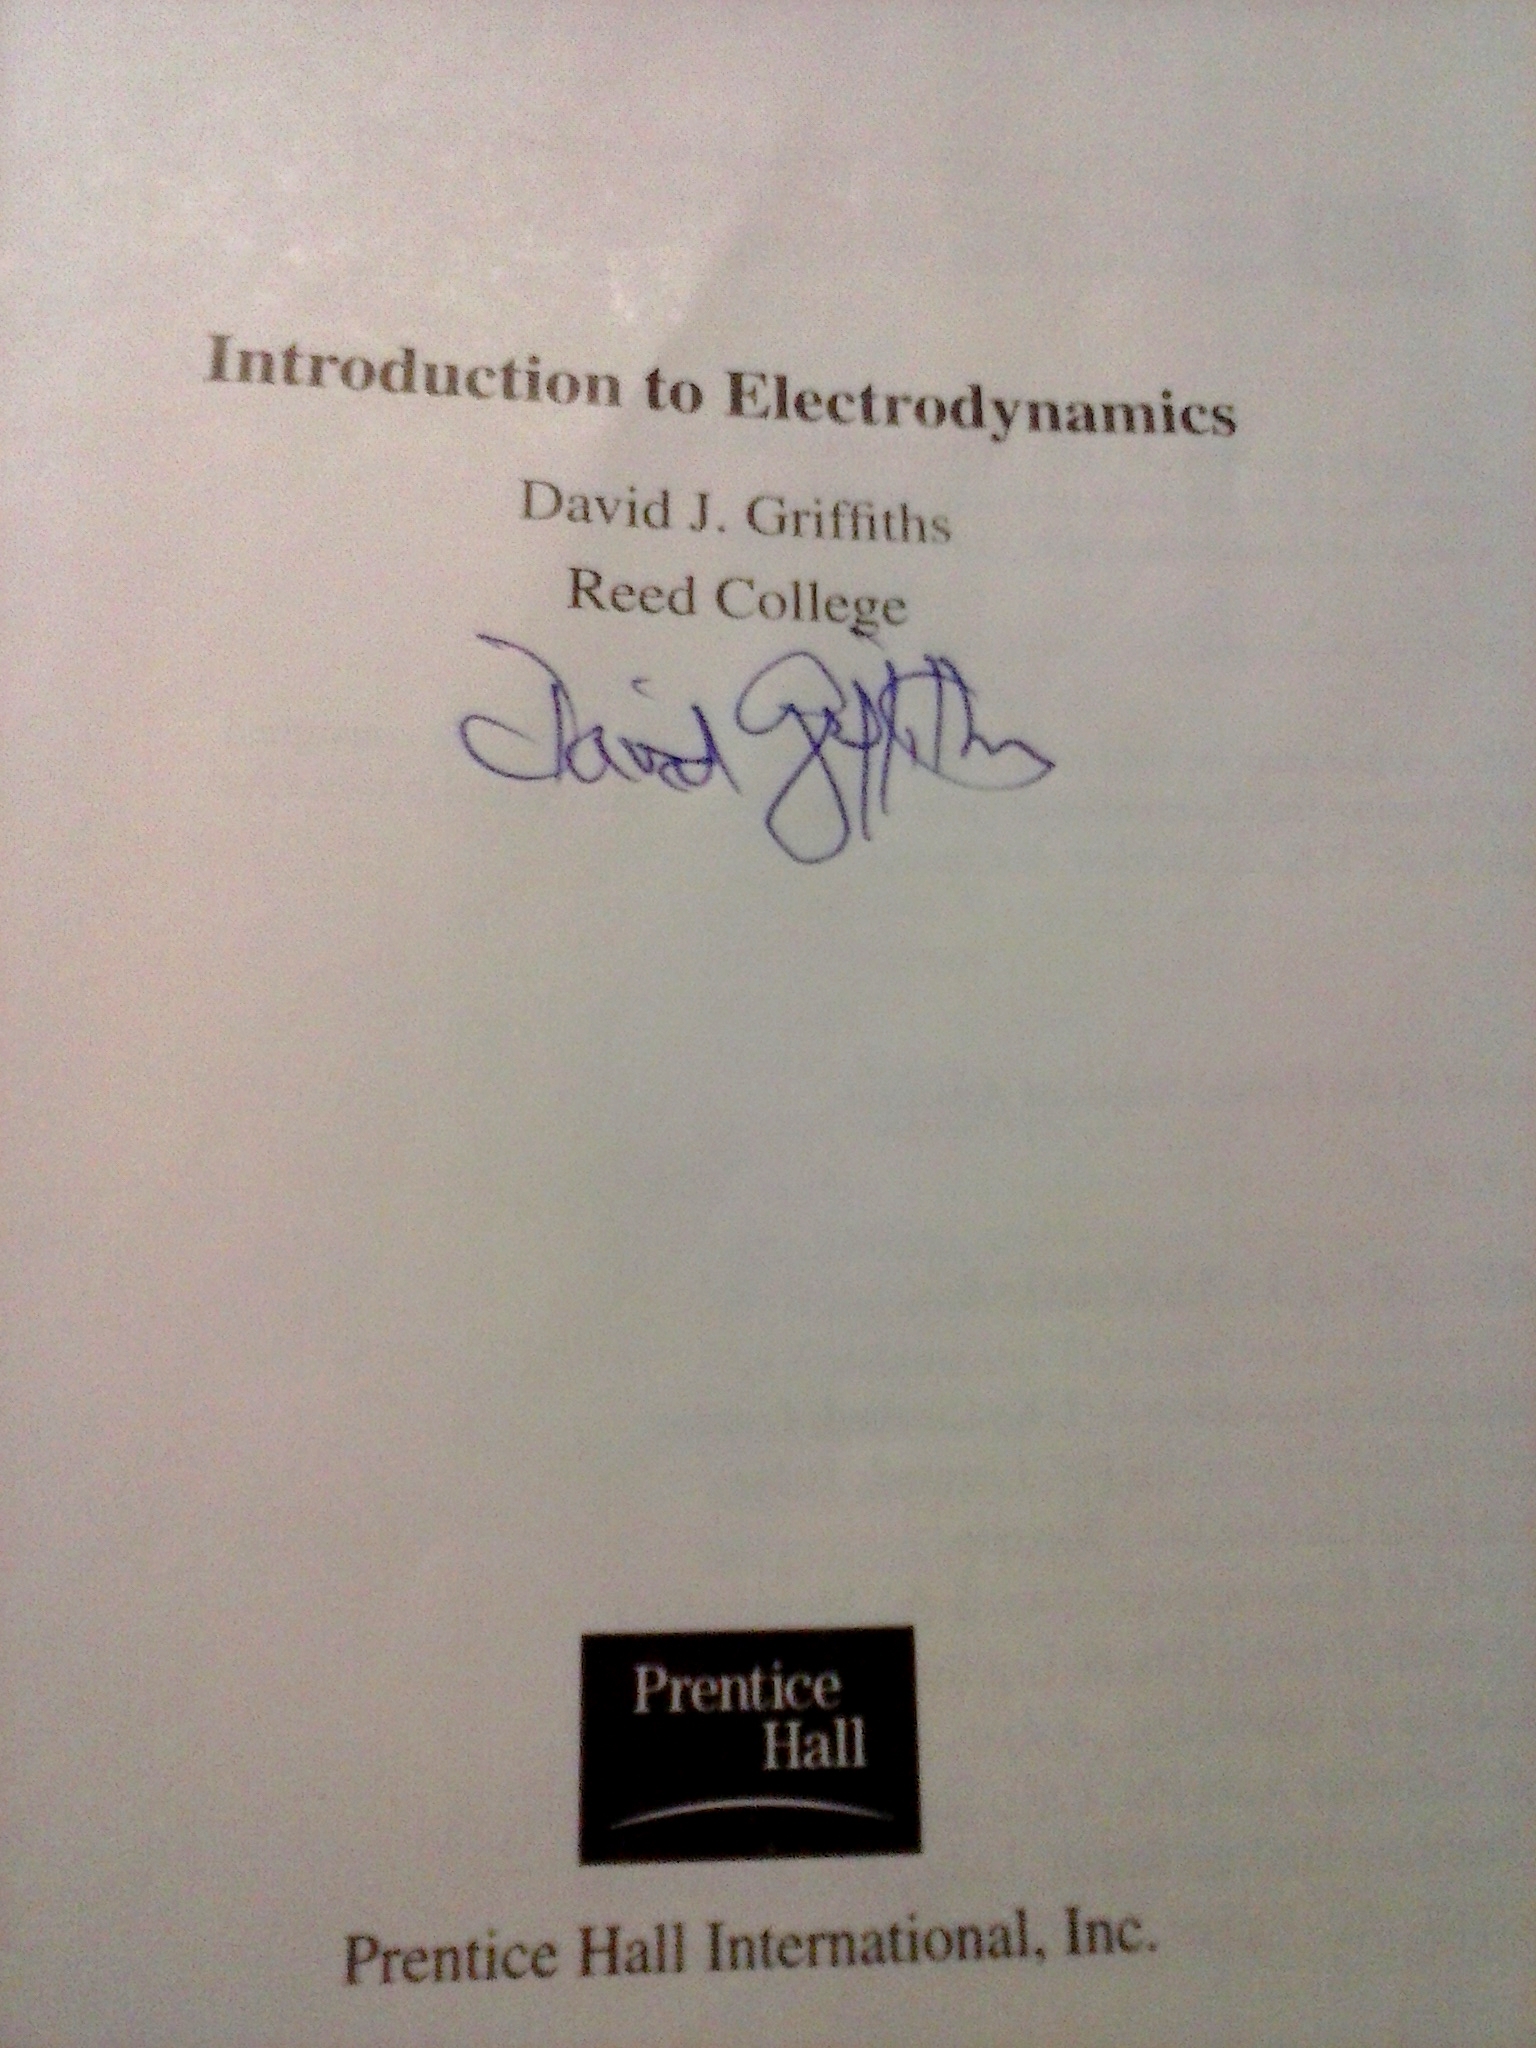 Introduction to Electrodynamics
David J. Griffiths
Reed College
David Griffiths
Prentice
Hall
Prentice Hall International, Inc.